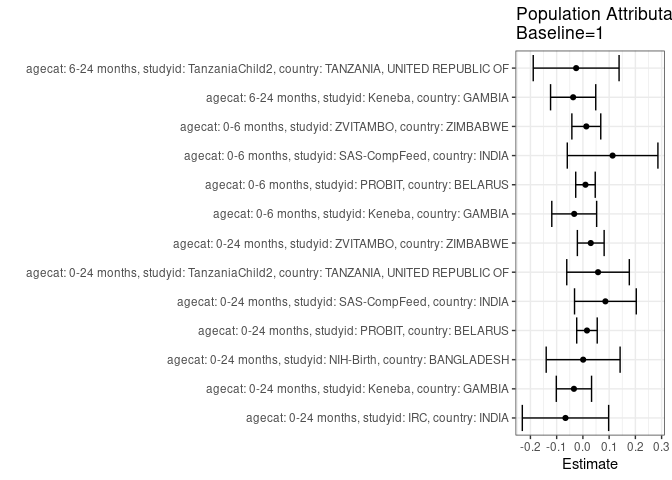 Population Attributa
Baseline=1
agecat: 6-24 months, studyid: TanzaniaChild2, country: TANZANIA, UNITED REPUBLIC OF
agecat: 6-24 months, studyid: Keneba, country: GAMBIA
agecat: 0-6 months, studyid: ZVITAMBO, country: ZIMBABWE
agecat: 0-6 months, studyid: SAS-CompFeed, country: INDIA
agecat: 0-6 months, studyid: PROBIT, country: BELARUS
agecat: 0-6 months, studyid: Keneba, country: GAMBIA
agecat: 0-24 months, studyid: ZVITAMBO, country: ZIMBABWE
agecat: 0-24 months, studyid: TanzaniaChild2, country: TANZANIA, UNITED REPUBLIC OF
agecat: 0-24 months, studyid: SAS-CompFeed, country: INDIA
agecat: 0-24 months, studyid: PROBIT, country: BELARUS
agecat: 0-24 months, studyid: NIH-Birth, country: BANGLADESH
agecat: 0-24 months, studyid: Keneba, country: GAMBIA
agecat: 0-24 months, studyid: IRC, country: INDIA
-0.2 -0.1 0.0 0.1 0.2 0.3
Estimate